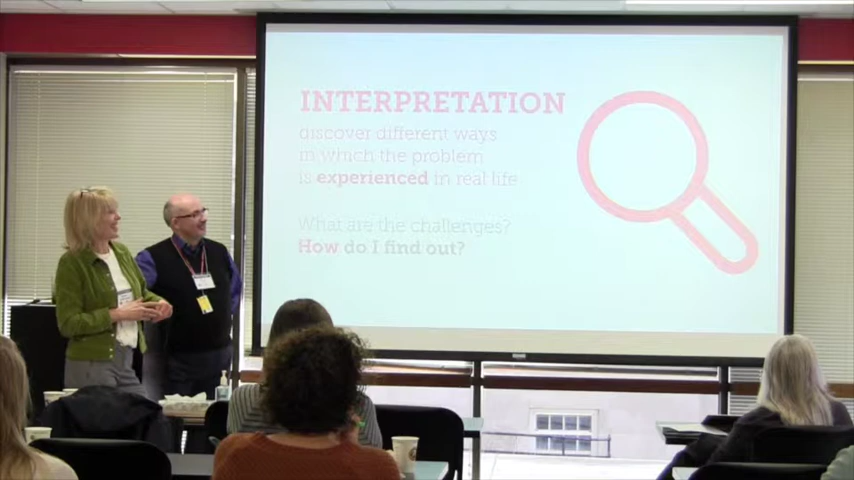 INTERPRETATION
discover different ways
in which the problem
is experienced in real life
What are the challenges?
How do I find out?